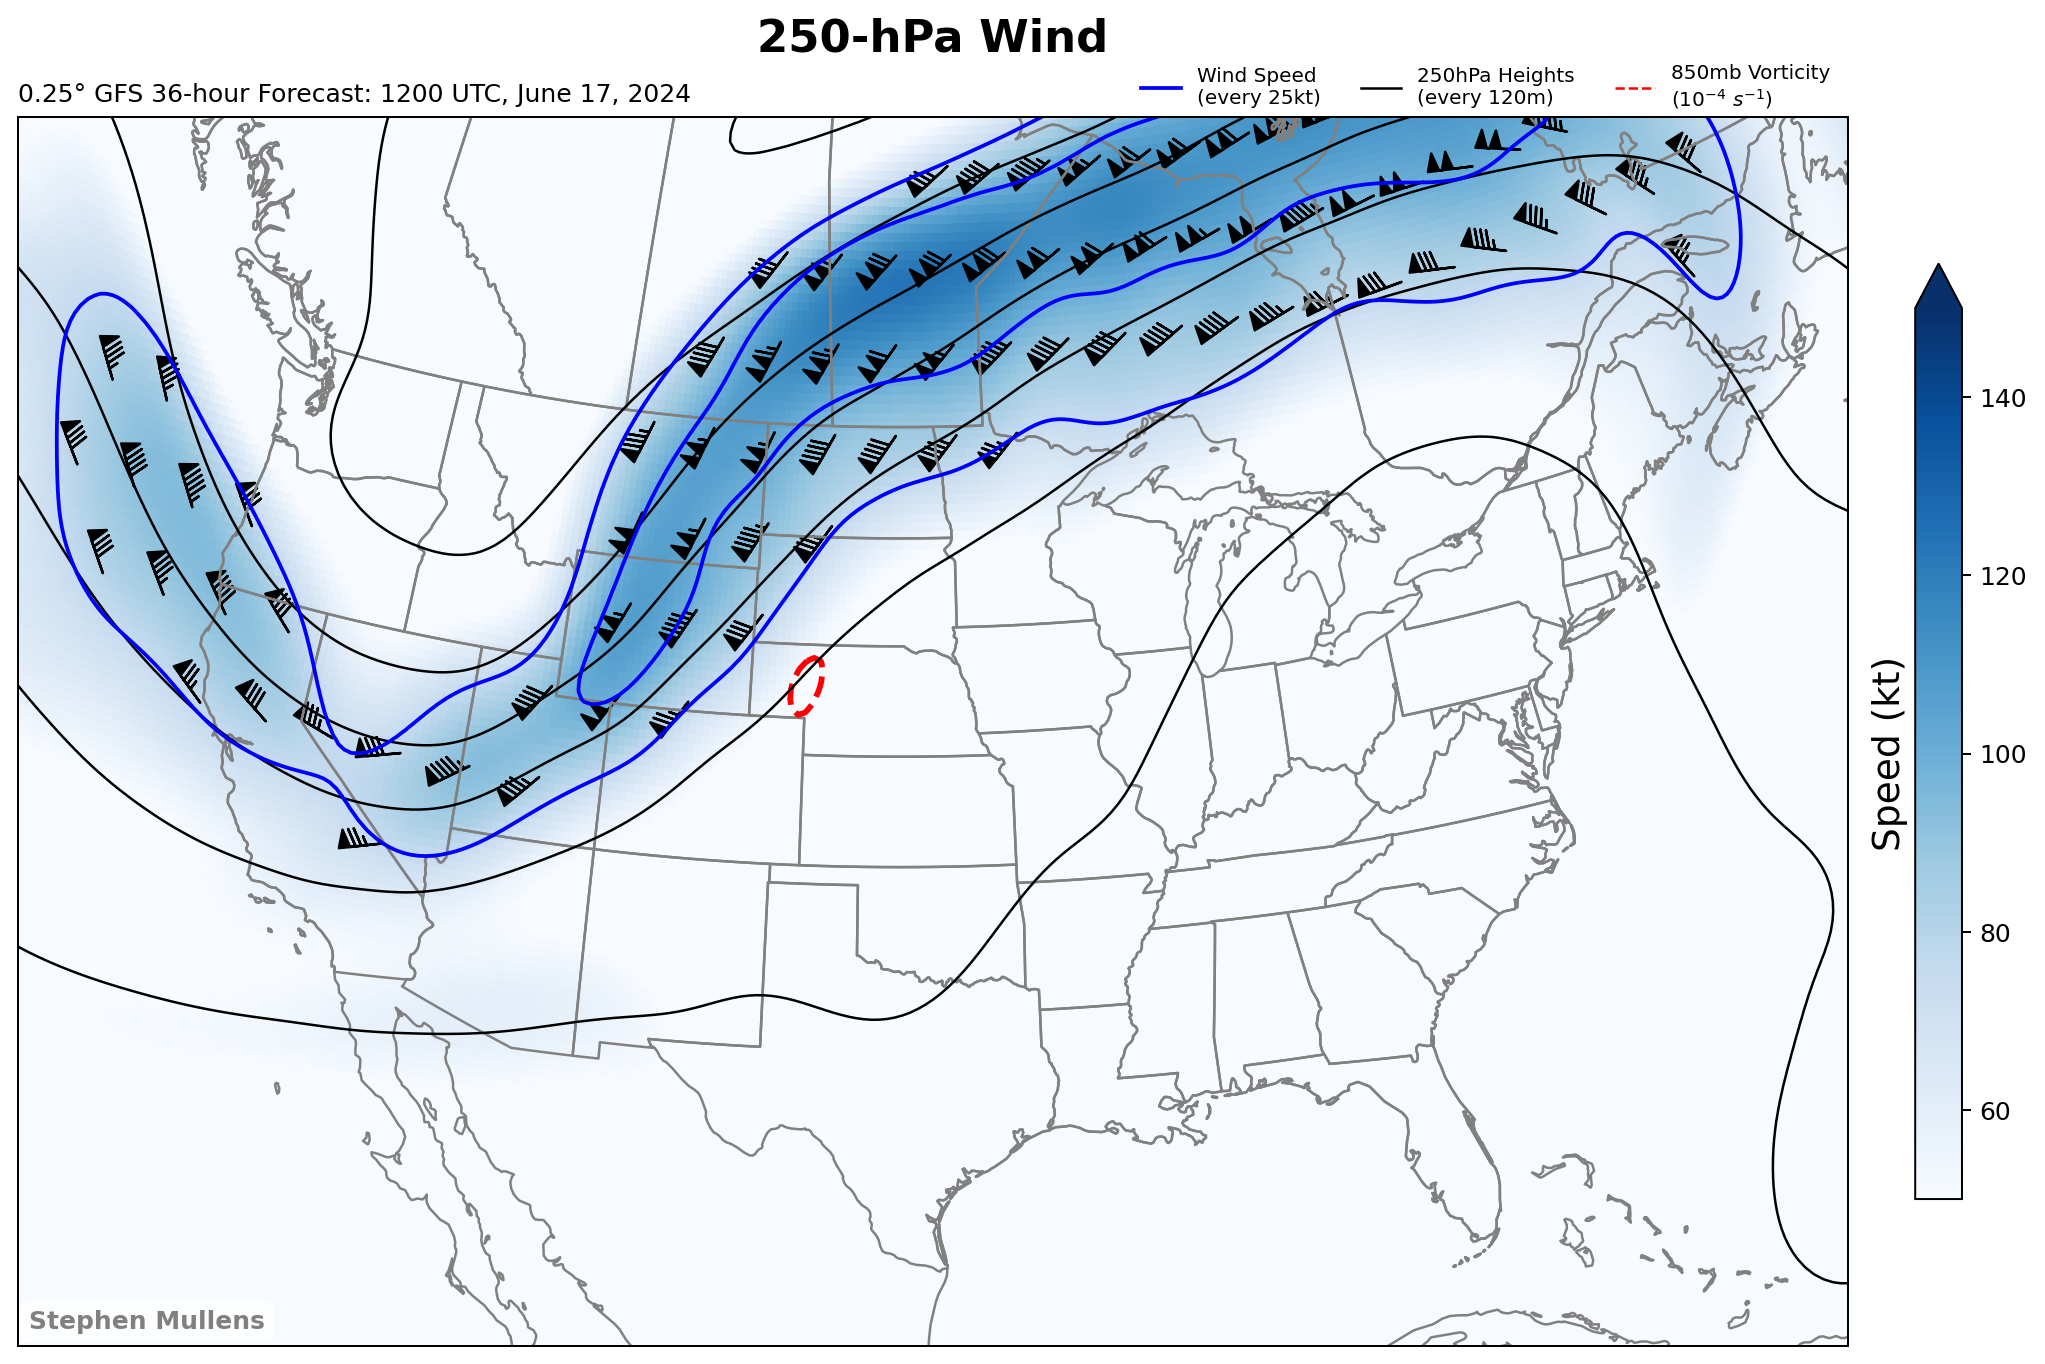 250-hPa Wind
0.25° GFS 36-hour Forecast: 1200 UTC, June 17, 2024
Wind Speed
(every 25kt)
250hPa Heights
(every 120m)
850mb Vorticity
(10⁻⁴ s⁻¹)
140
120
100
80
60
Speed (kt)
Stephen Mullens